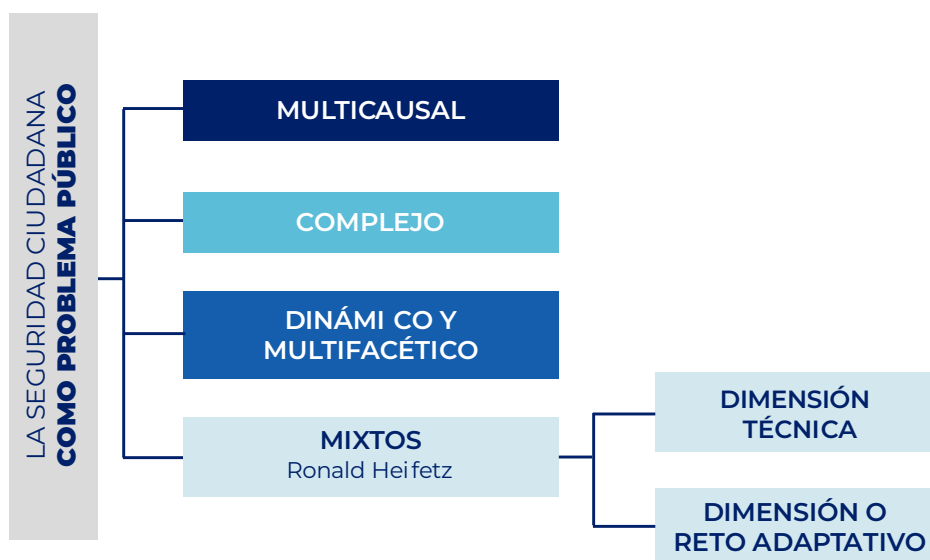 LA SEGURIDAD CIUDADANA
COMO PROBLEMA PÚBLICO
MULTICAUSAL
COMPLEJO
DINÁMI CO Y
MULTIFACÉTICO
MIXTOS
Ronald Heifetz
DIMENSIÓN
TÉCNICA
DIMENSIÓN O
RETO ADAPTATIVO